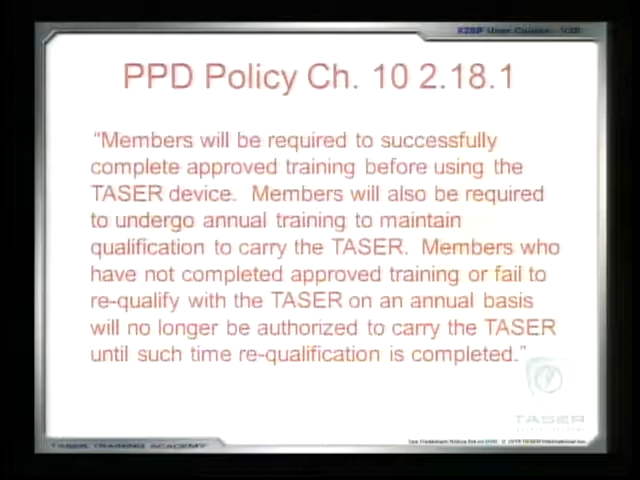 X26P User Course V20
PPD Policy Ch. 10 2.18.1
"Members will be required to successfully
complete approved training before using the
TASER device. Members will also be required
to undergo annual training to maintain
qualification to carry the TASER. Members who
have not completed approved training or fail to
re-qualify with the TASER on an annual basis
will no longer be authorized to carry the TASER
until such time re-qualification is completed."
TASER
TASER TRAINING ACADEMY